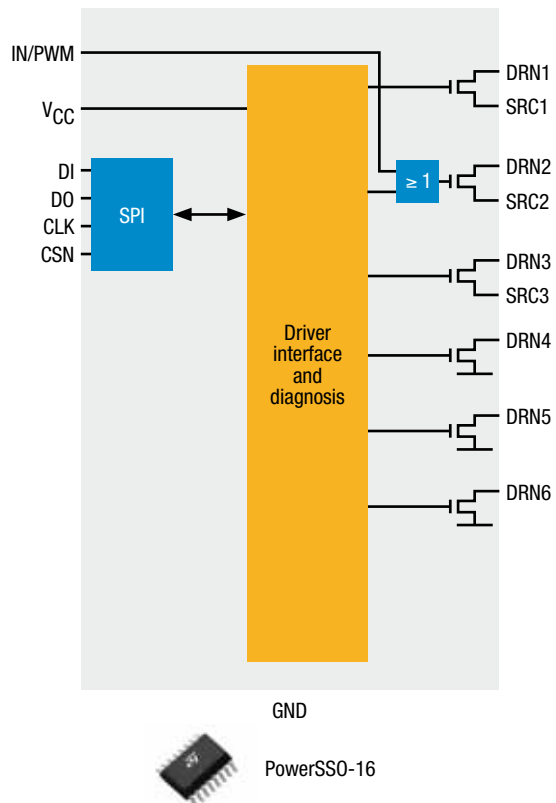 IN/PWM
VCC
DI
DO
CLK
CSN
SPI
Driver
interface
and
diagnosis
≥ 1
DRN1
SRC1
DRN2
SRC2
DRN3
SRC3
DRN4
DRN5
DRN6
GND
PowerSSO-16